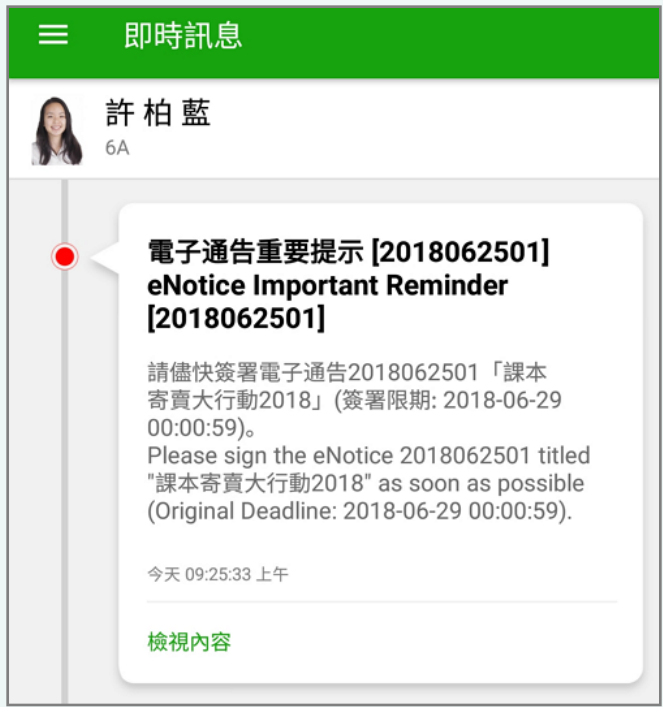 即時訊息
許 柏 藍
6A
電子通告重要提示 [2018062501]
eNotice Important Reminder
[2018062501]
請儘快簽署電子通告2018062501「課本
寄賣大行動2018」(簽署限期: 2018-06-29
00:00:59)。
Please sign the eNotice 2018062501 titled
"課本寄賣大行動2018" as soon as possible
(Original Deadline: 2018-06-29 00:00:59).
今天 09:25:33 上午
檢視內容